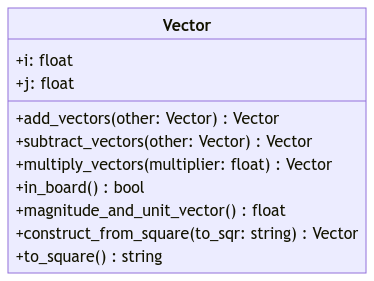 Vector
+i: float
+j: float
+add_vectors(other: Vector) : Vector
+subtract_vectors(other: Vector) : Vector
+multiply_vectors(multiplier: float) : Vector
+in_board() : bool
+magnitude_and_unit_vector() : float
+construct_from_square(to_sqr: string) : Vector
+to_square() : string